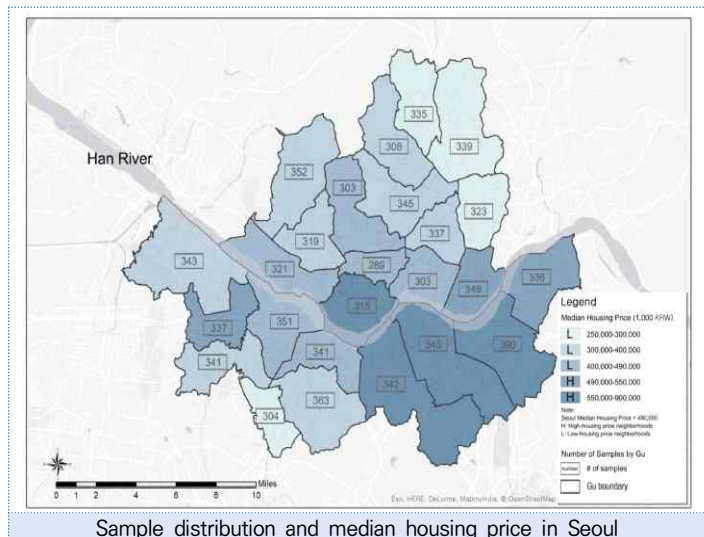 Han River
335
308
339
352
303
345
323
319
337
343
321
289
303
348
336
315
337
351
341
345
390
341
342
304
363
Legend
Median Housing Price (1,000 KRW)
L 250,000-300,000
L 300,000-400,000
L 400,000-490,000
H 490,000-550,000
H 550,000-900,000
Note:
Seoul Median Housing Price = 490,000
H: High-housing price neighborhoods
L: Low-housing price neighborhoods
Number of Samples by Gu
number # of samples
Gu boundary
0 1 2 4 6 8 10 Miles
Esri, HERE, DeLorme, MapmyIndia, © OpenStreetMap
Sample distribution and median housing price in Seoul